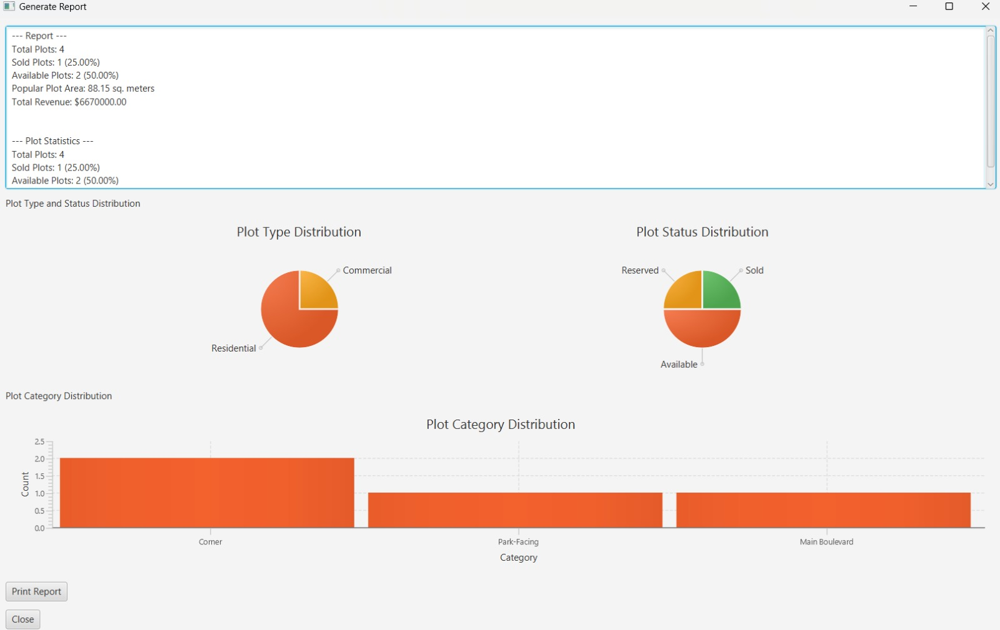 Generate Report
--- Report ---
Total Plots: 4
Sold Plots: 1 (25.00%)
Available Plots: 2 (50.00%)
Popular Plot Area: 88.15 sq. meters
Total Revenue: $6670000.00
--- Plot Statistics ---
Total Plots: 4
Sold Plots: 1 (25.00%)
Available Plots: 2 (50.00%)
Plot Type and Status Distribution
Plot Type Distribution
Commercial
Residential
Plot Status Distribution
Reserved
Sold
Available
Plot Category Distribution
Plot Category Distribution
2.5
2.0
1.5
1.0
0.5
0.0
Count
Corner
Park-Facing
Main Boulevard
Category
Print Report
Close